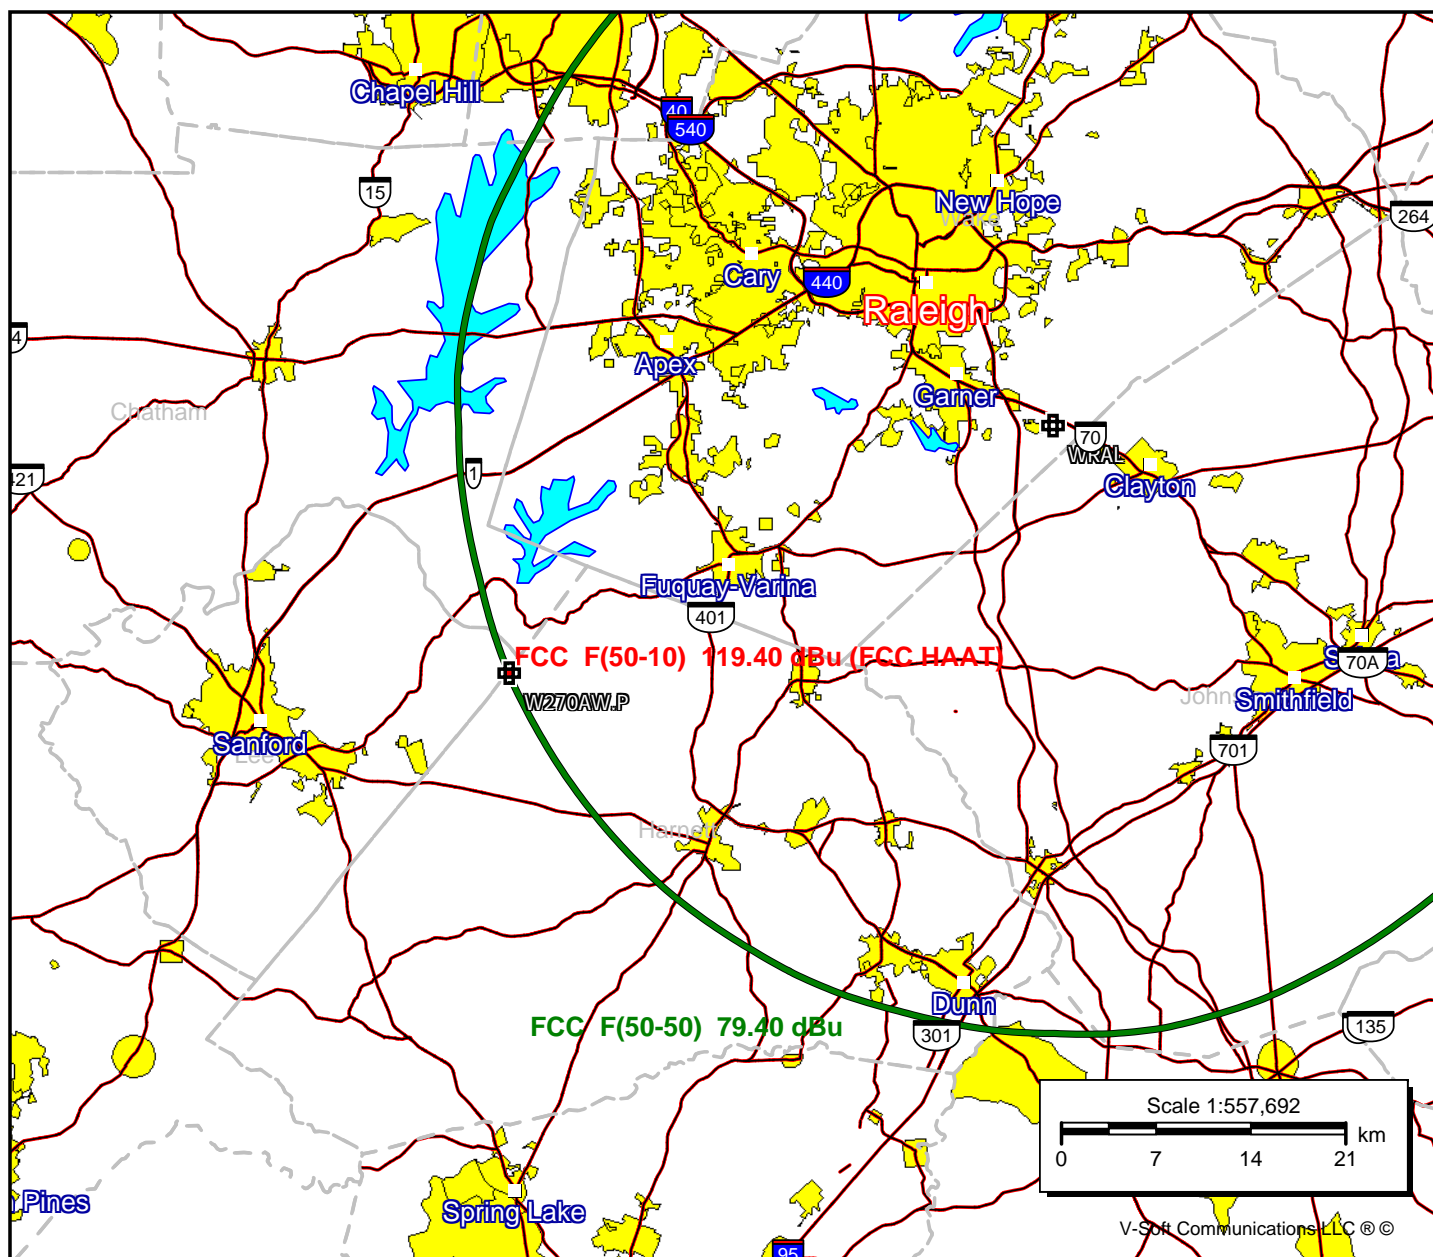 Chapel Hill
40
540
15
New Hope
Wake
264
Cary
440
Raleigh
4
Apex
Garner
Chatham
70
WRAL
421
1
Clayton
Fuquay-Varina
401
FCC F(50-10) 119.40 dBu (FCC HAAT)
70A
W270AW.P
Smithfield
Sanford
Lee
701
Harnett
Dunn
FCC F(50-50) 79.40 dBu
301
135
Scale 1:557,692
km
0 7 14 21
Pines
Spring Lake
V-Soft Communications LLC ® ©
95